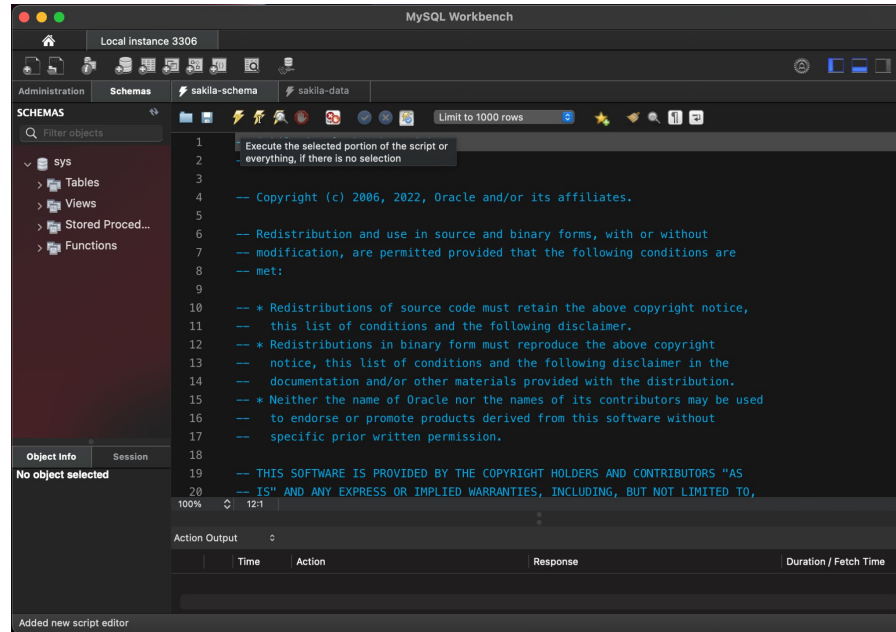 MySQL Workbench
Local instance 3306
Administration Schemas sakila-schema sakila-data
SCHEMAS
Filter objects
sys
Tables
Views
Stored Proced...
Functions
Limit to 1000 rows
Execute the selected portion of the script or
everything, if there is no selection
1
2
3
4 -- Copyright (c) 2006, 2022, Oracle and/or its affiliates.
5
6 -- Redistribution and use in source and binary forms, with or without
7 -- modification, are permitted provided that the following conditions are
8 -- met:
9
10 -- * Redistributions of source code must retain the above copyright notice,
11 -- this list of conditions and the following disclaimer.
12 -- * Redistributions in binary form must reproduce the above copyright
13 -- notice, this list of conditions and the following disclaimer in the
14 -- documentation and/or other materials provided with the distribution.
15 -- * Neither the name of Oracle nor the names of its contributors may be used
16 -- to endorse or promote products derived from this software without
17 -- specific prior written permission.
18
19 -- THIS SOFTWARE IS PROVIDED BY THE COPYRIGHT HOLDERS AND CONTRIBUTORS "AS
20 -- IS" AND ANY EXPRESS OR IMPLIED WARRANTIES, INCLUDING, BUT NOT LIMITED TO,
100% 12:1
Object Info Session
No object selected
Action Output
Time Action Response Duration / Fetch Time
Added new script editor